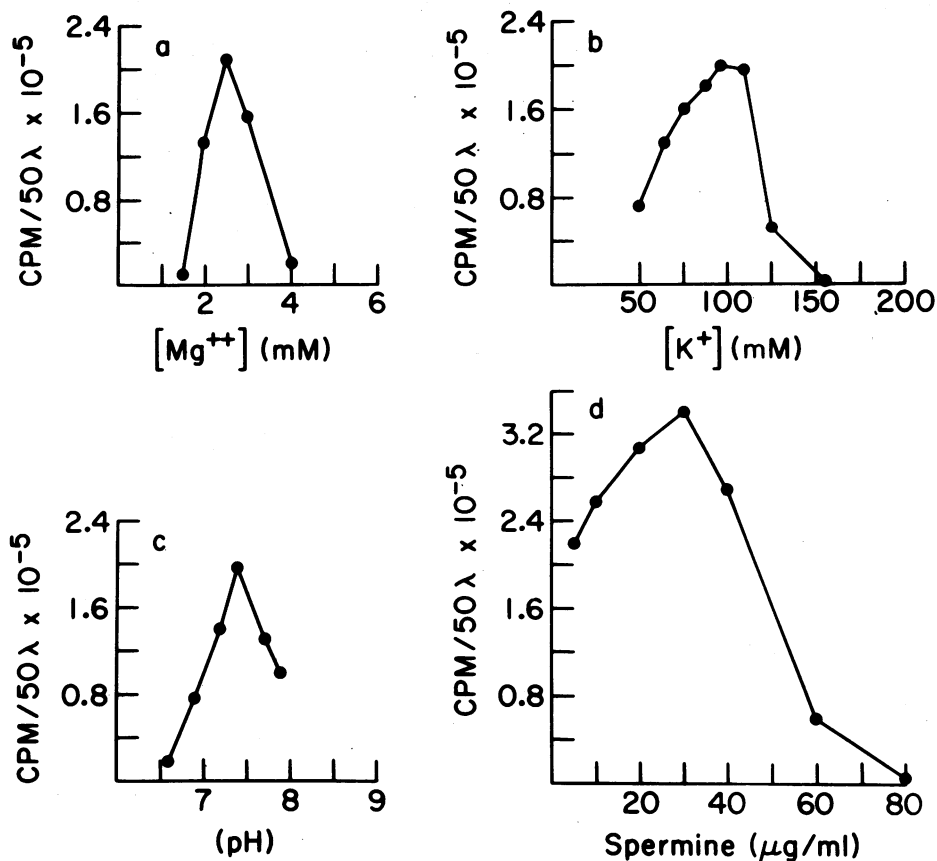 a
CPM/50λ x 10⁻⁵
2.4
1.6
0.8
2 4 6
[Mg⁺⁺] (mM)
b
CPM/50λ x 10⁻⁵
2.4
1.6
0.8
50 100 150 200
[K⁺] (mM)
c
CPM/50λ x 10⁻⁵
2.4
1.6
0.8
7 8 9
(pH)
d
CPM/50λ x 10⁻⁵
3.2
2.4
1.6
0.8
20 40 60 80
Spermine (μg/ml)